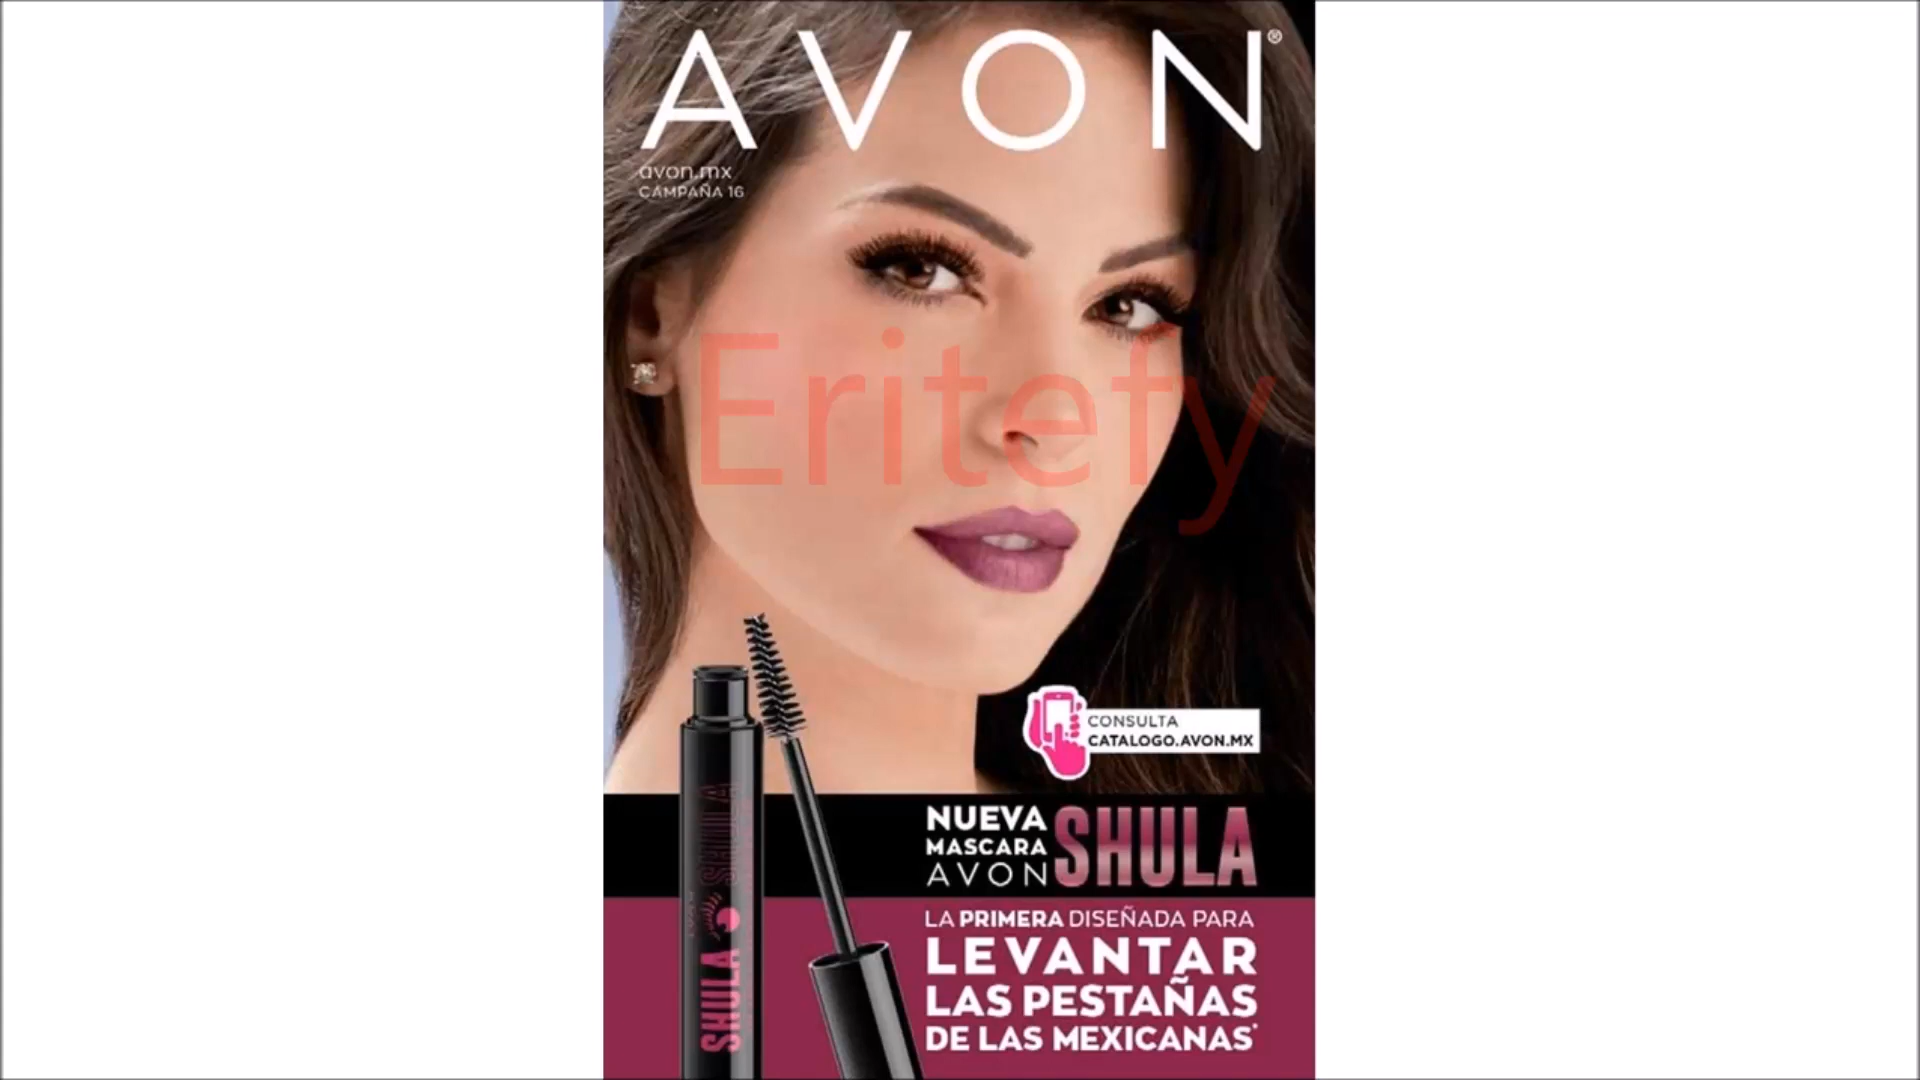 AVON®
avon.mx
CAMPAÑA 16
Eritefy
CONSULTA
CATALOGO.AVON.MX
NUEVA
MASCARA
AVON
SHULA
LA PRIMERA DISEÑADA PARA
LEVANTAR
LAS PESTAÑAS
DE LAS MEXICANAS*
SHULA
SHULA